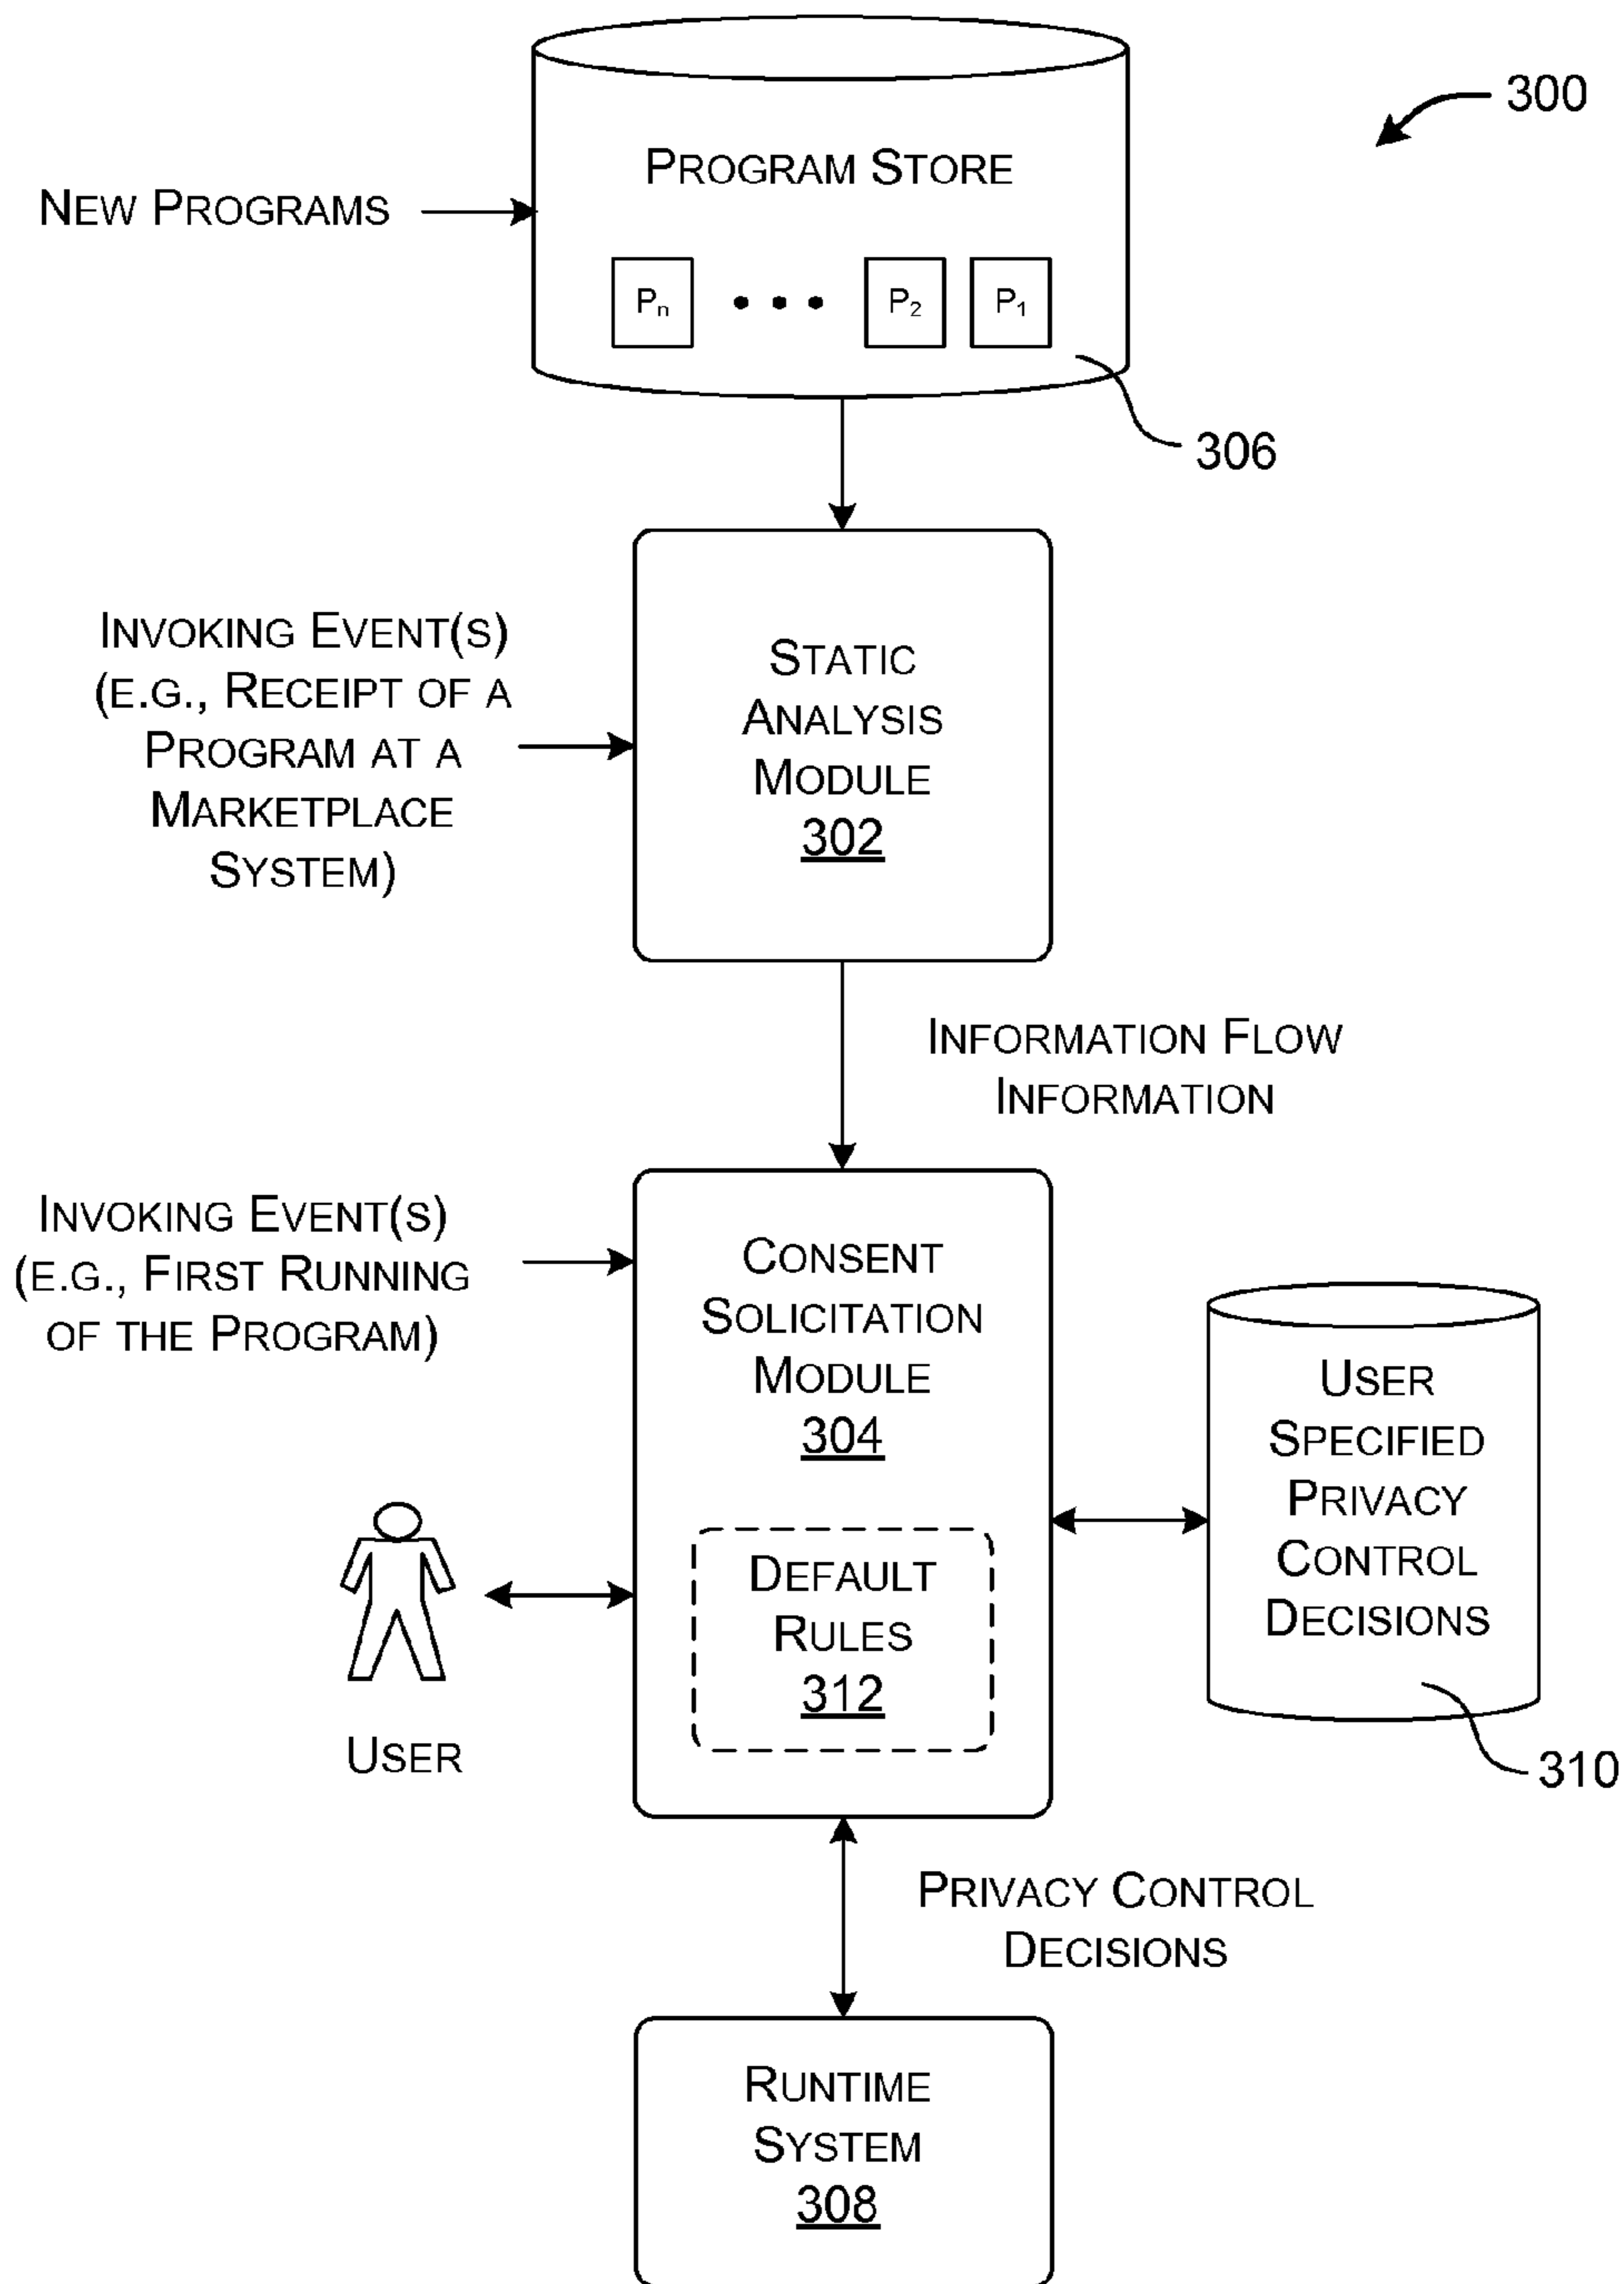 300
PROGRAM STORE
NEW PROGRAMS
Pn
P2
P1
306
INVOKING EVENT(S)
(E.G., RECEIPT OF A
PROGRAM AT A
MARKETPLACE
SYSTEM)
STATIC
ANALYSIS
MODULE
302
INFORMATION FLOW
INFORMATION
INVOKING EVENT(S)
(E.G., FIRST RUNNING
OF THE PROGRAM)
CONSENT
SOLICITATION
MODULE
304
USER
SPECIFIED
PRIVACY
CONTROL
DECISIONS
DEFAULT
RULES
312
USER
310
PRIVACY CONTROL
DECISIONS
RUNTIME
SYSTEM
308